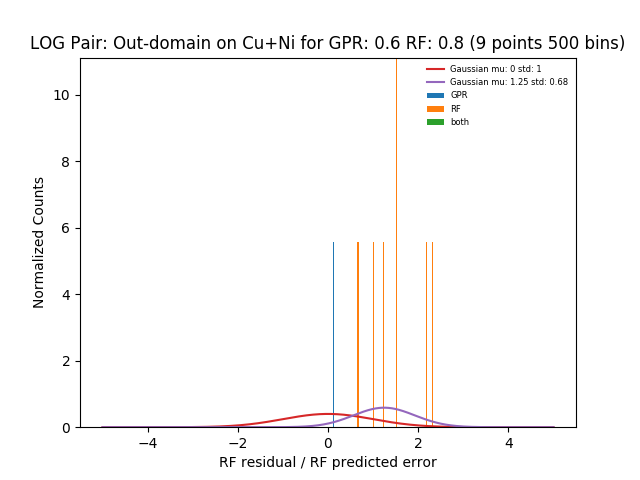 LOG Pair: Out-domain on Cu+Ni for GPR: 0.6 RF: 0.8 (9 points 500 bins)
Gaussian mu: 0 std: 1
Gaussian mu: 1.25 std: 0.68
GPR
RF
both
Normalized Counts
10
8
6
4
2
0
−4
−2
0
2
4
RF residual / RF predicted error